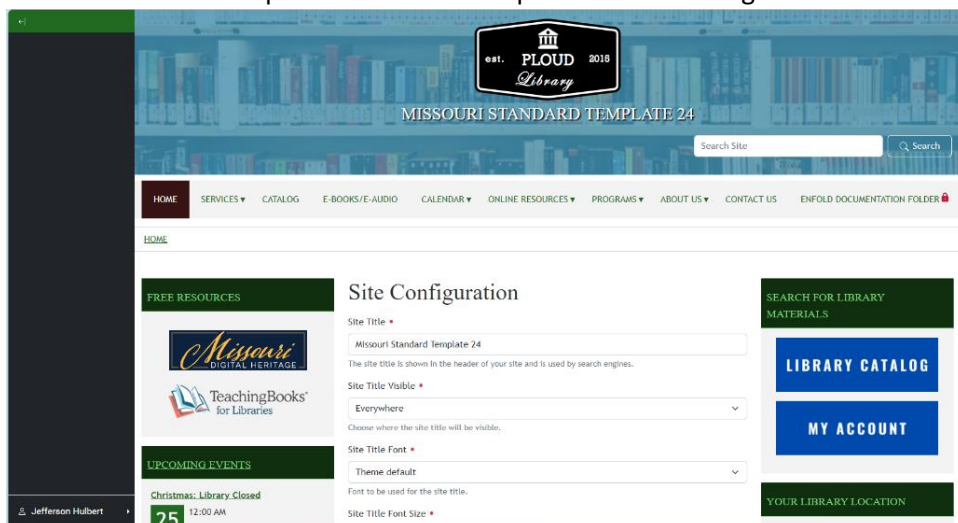 est. PLOUD 2018
Library
MISSOURI STANDARD TEMPLATE 24
Search Site
Search
HOME SERVICES ▾ CATALOG E-BOOKS/E-AUDIO CALENDAR ▾ ONLINE RESOURCES ▾ PROGRAMS ▾ ABOUT US ▾ CONTACT US ENFOLD DOCUMENTATION FOLDER
HOME
FREE RESOURCES
Missouri
DIGITAL HERITAGE
TeachingBooks
for Libraries
UPCOMING EVENTS
Christmas: Library Closed
25 12:00 AM
Jefferson Hulbert
Site Configuration
Site Title •
Missouri Standard Template 24
The site title is shown in the header of your site and is used by search engines.
Site Title Visible •
Everywhere
Choose where the site title will be visible.
Site Title Font •
Theme default
Font to be used for the site title.
Site Title Font Size •
SEARCH FOR LIBRARY
MATERIALS
LIBRARY CATALOG
MY ACCOUNT
YOUR LIBRARY LOCATION